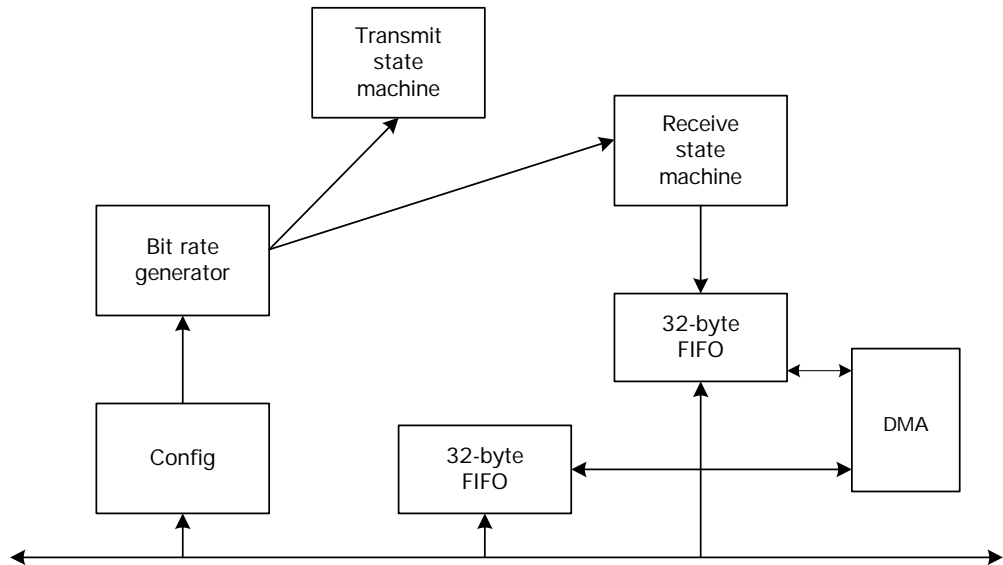 Transmit
state
machine
Receive
state
machine
Bit rate
generator
32-byte
FIFO
DMA
Config
32-byte
FIFO